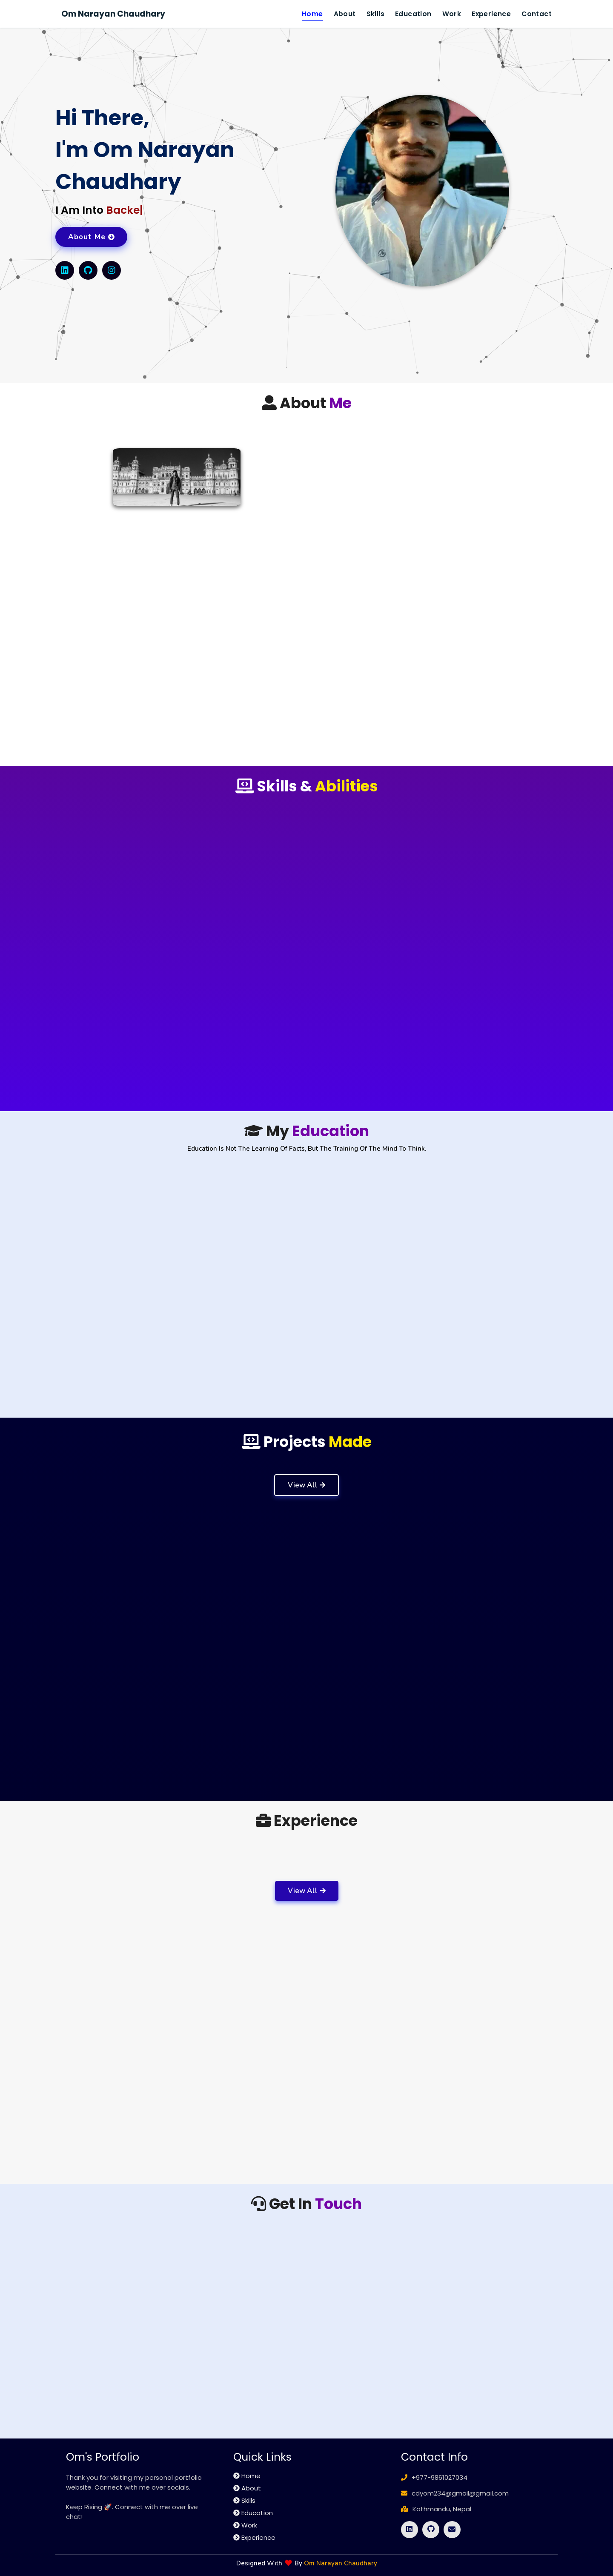 Om Narayan Chaudhary
Home About Skills Education Work Experience Contact
Hi There,
I'm Om Narayan
Chaudhary
I Am Into Backe|
About Me
About Me
Skills & Abilities
My Education
Education Is Not The Learning Of Facts, But The Training Of The Mind To Think.
Projects Made
View All
Experience
View All
Get In Touch
Om's Portfolio
Thank you for visiting my personal portfolio
website. Connect with me over socials.
Keep Rising 🚀. Connect with me over live
chat!
Quick Links
Home
About
Skills
Education
Work
Experience
Contact Info
+977-9861027034
cdyom234@gmail@gmail.com
Kathmandu, Nepal
Designed With ❤ By Om Narayan Chaudhary